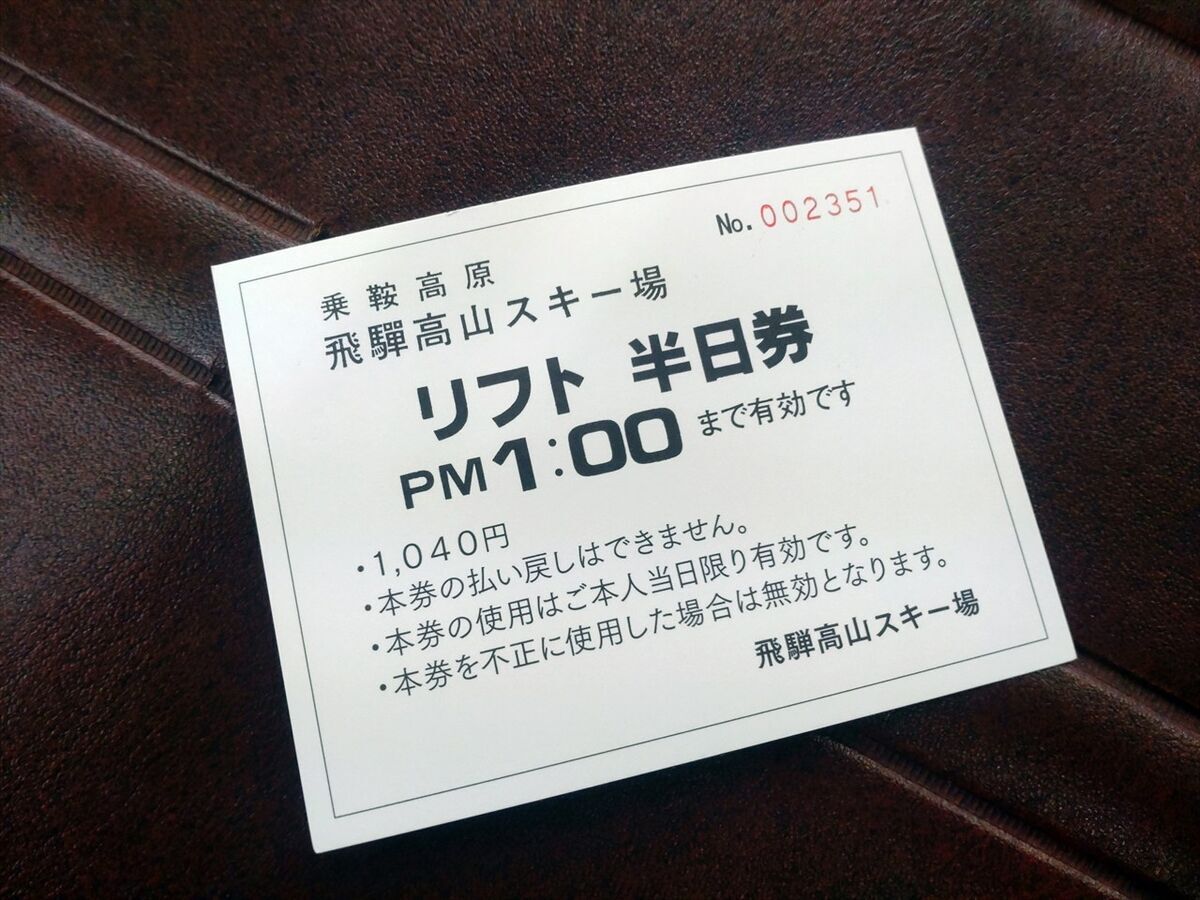 No.002351
乗鞍高原
飛驒高山スキー場
リフト 半日券
PM1:00まで有効です
・1,040円
・本券の払い戻しはできません。
・本券の使用はご本人当日限り有効です。
・本券を不正に使用した場合は無効となります。
飛騨高山スキー場